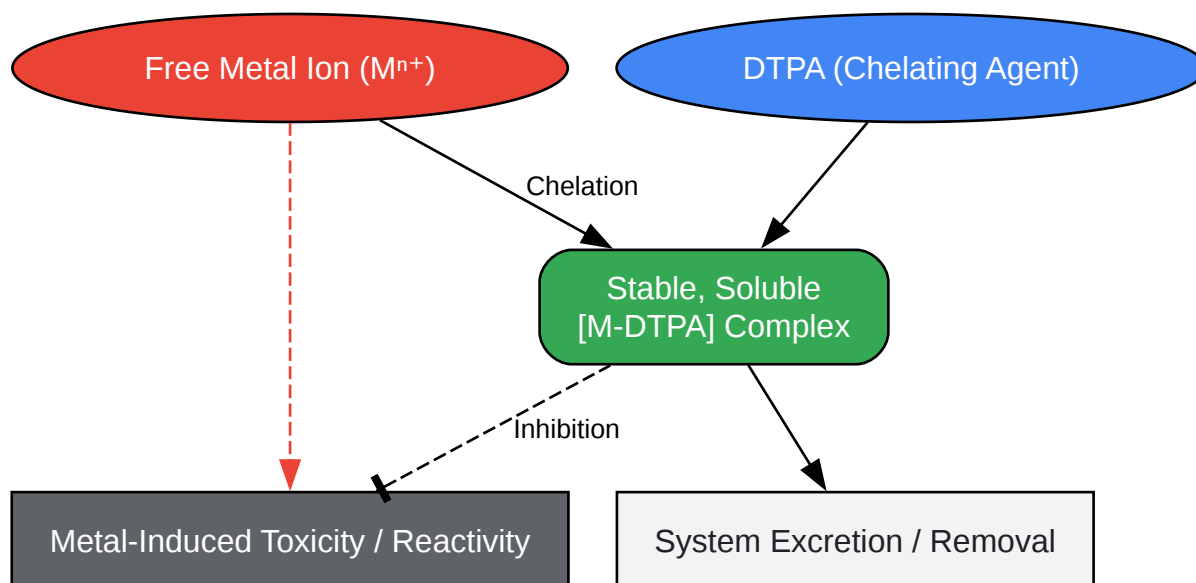 Free Metal Ion (Mⁿ⁺)
DTPA (Chelating Agent)
Chelation
Stable, Soluble
[M-DTPA] Complex
Inhibition
Metal-Induced Toxicity / Reactivity
System Excretion / Removal